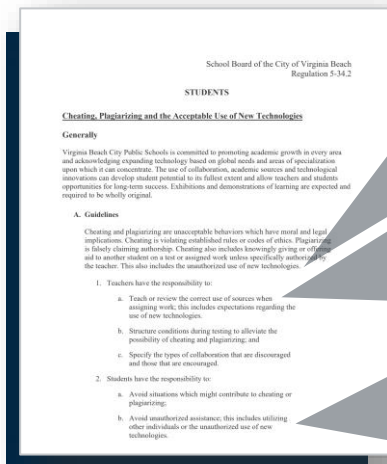 School Board of the City of Virginia Beach
Regulation 5-34.2
STUDENTS
Cheating, Plagiarizing and the Acceptable Use of New Technologies
Generally
Virginia Beach City Public Schools is committed to promoting academic growth in every area
and acknowledging expanding technology based on global needs and areas of specialization
upon which it can concentrate. The use of collaboration, academic sources and technological
innovations can develop student potential to its fullest extent and allow teachers and students
opportunities for long-term success. Exhibitions and demonstrations of learning are expected and
required to be wholly original.
A. Guidelines
Cheating and plagiarizing are unacceptable behaviors which have moral and legal
implications. Cheating is violating established rules or codes of ethics. Plagiarizing
is falsely claiming authorship. Cheating also includes knowingly giving or offering
aid to another student on a test or assigned work unless specifically authorized by
the teacher. This also includes the unauthorized use of new technologies.
1. Teachers have the responsibility to:
a. Teach or review the correct use of sources when
assigning work; this includes expectations regarding the
use of new technologies.
b. Structure conditions during testing to alleviate the
possibility of cheating and plagiarizing; and
c. Specify the types of collaboration that are discouraged
and those that are encouraged.
2. Students have the responsibility to:
a. Avoid situations which might contribute to cheating or
plagiarizing;
b. Avoid unauthorized assistance; this includes utilizing
other individuals or the unauthorized use of new
technologies.